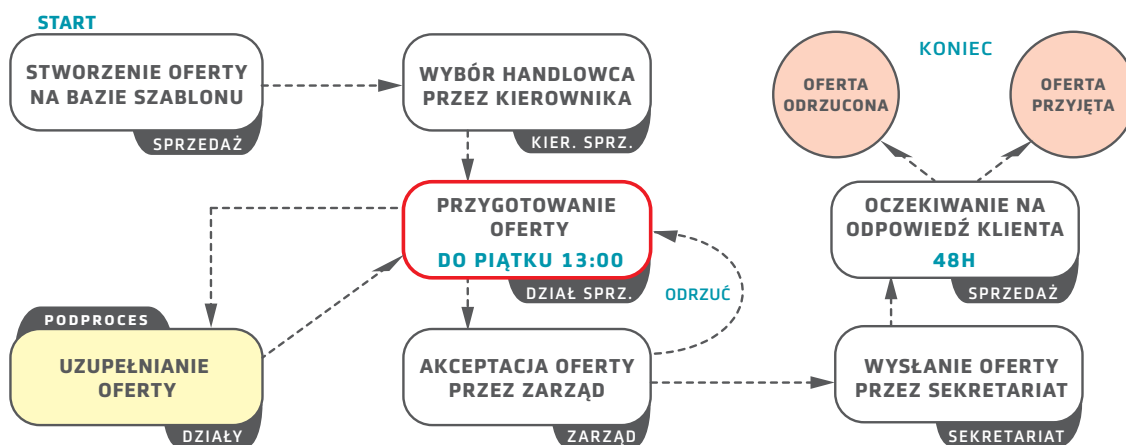 START
STWORZENIE OFERTY
NA BAZIE SZABLONU
SPRZEDAŻ
WYBÓR HANDLOWCA
PRZEZ KIEROWNIKA
KIER. SPRZ.
PRZYGOTOWANIE
OFERTY
DO PIĄTKU 13:00
DZIAŁ SPRZ.
PODPROCES
UZUPEŁNIANIE
OFERTY
DZIAŁY
ODRZUĆ
AKCEPTACJA OFERTY
PRZEZ ZARZĄD
ZARZĄD
WYSŁANIE OFERTY
PRZEZ SEKRETARIAT
SEKRETARIAT
OCZEKIWANIE NA
ODPOWIEDŹ KLIENTA
48H
SPRZEDAŻ
KONIEC
OFERTA
ODRZUCONA
OFERTA
PRZYJĘTA